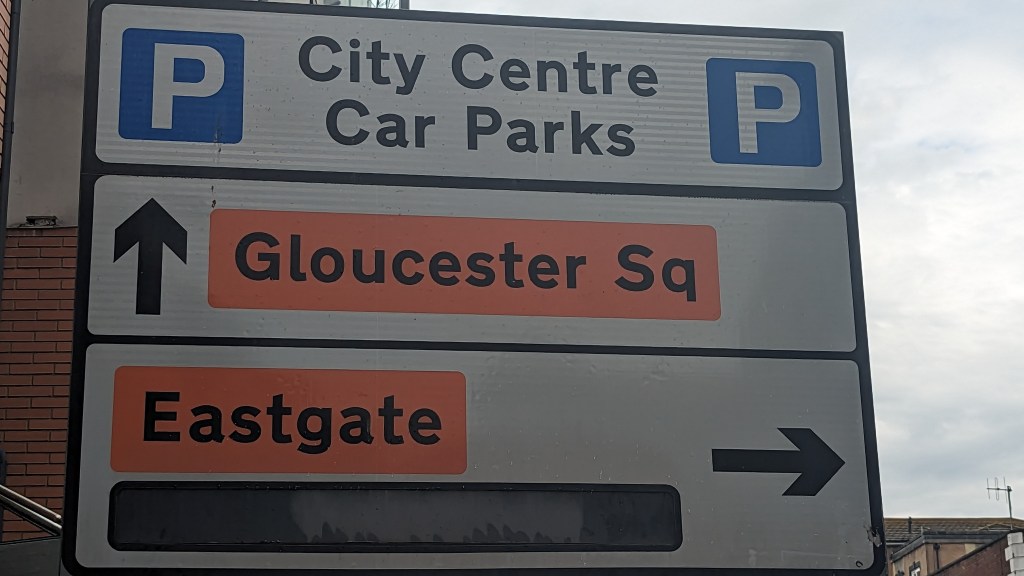 P City Centre P
Car Parks
Gloucester Sq
Eastgate